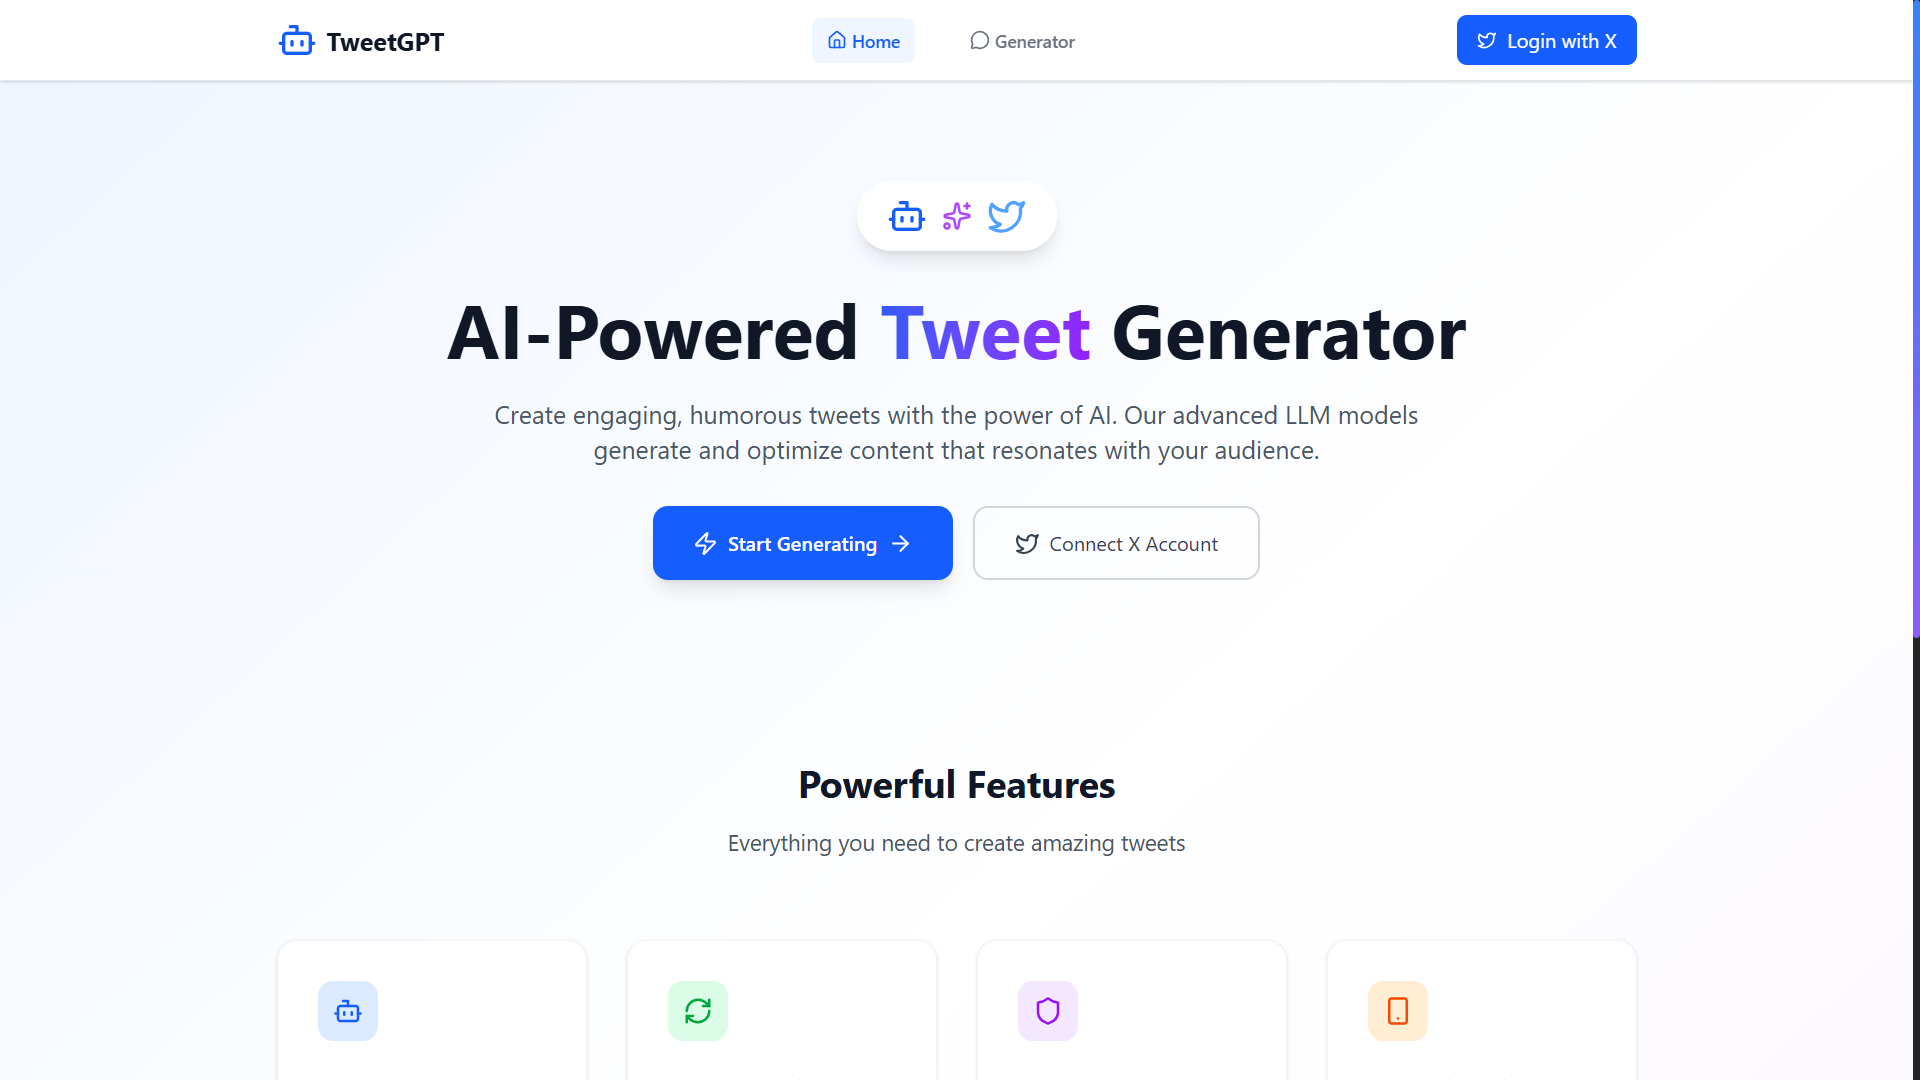 TweetGPT
Home
Generator
Login with X
AI-Powered Tweet Generator
Create engaging, humorous tweets with the power of AI. Our advanced LLM models
generate and optimize content that resonates with your audience.
Start Generating
Connect X Account
Powerful Features
Everything you need to create amazing tweets